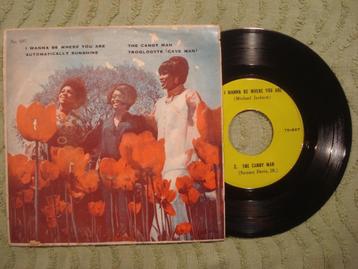 I WANNA BE WHERE YOU ARE
AUTOMATICALLY SUNSHINE
THE CANDY MAN
TROGLODYTE (CAVE MAN)
I WANNA BE WHERE YOU ARE
(Michael Jackson)
2. THE CANDY MAN
(Sammy Davis, JR.)